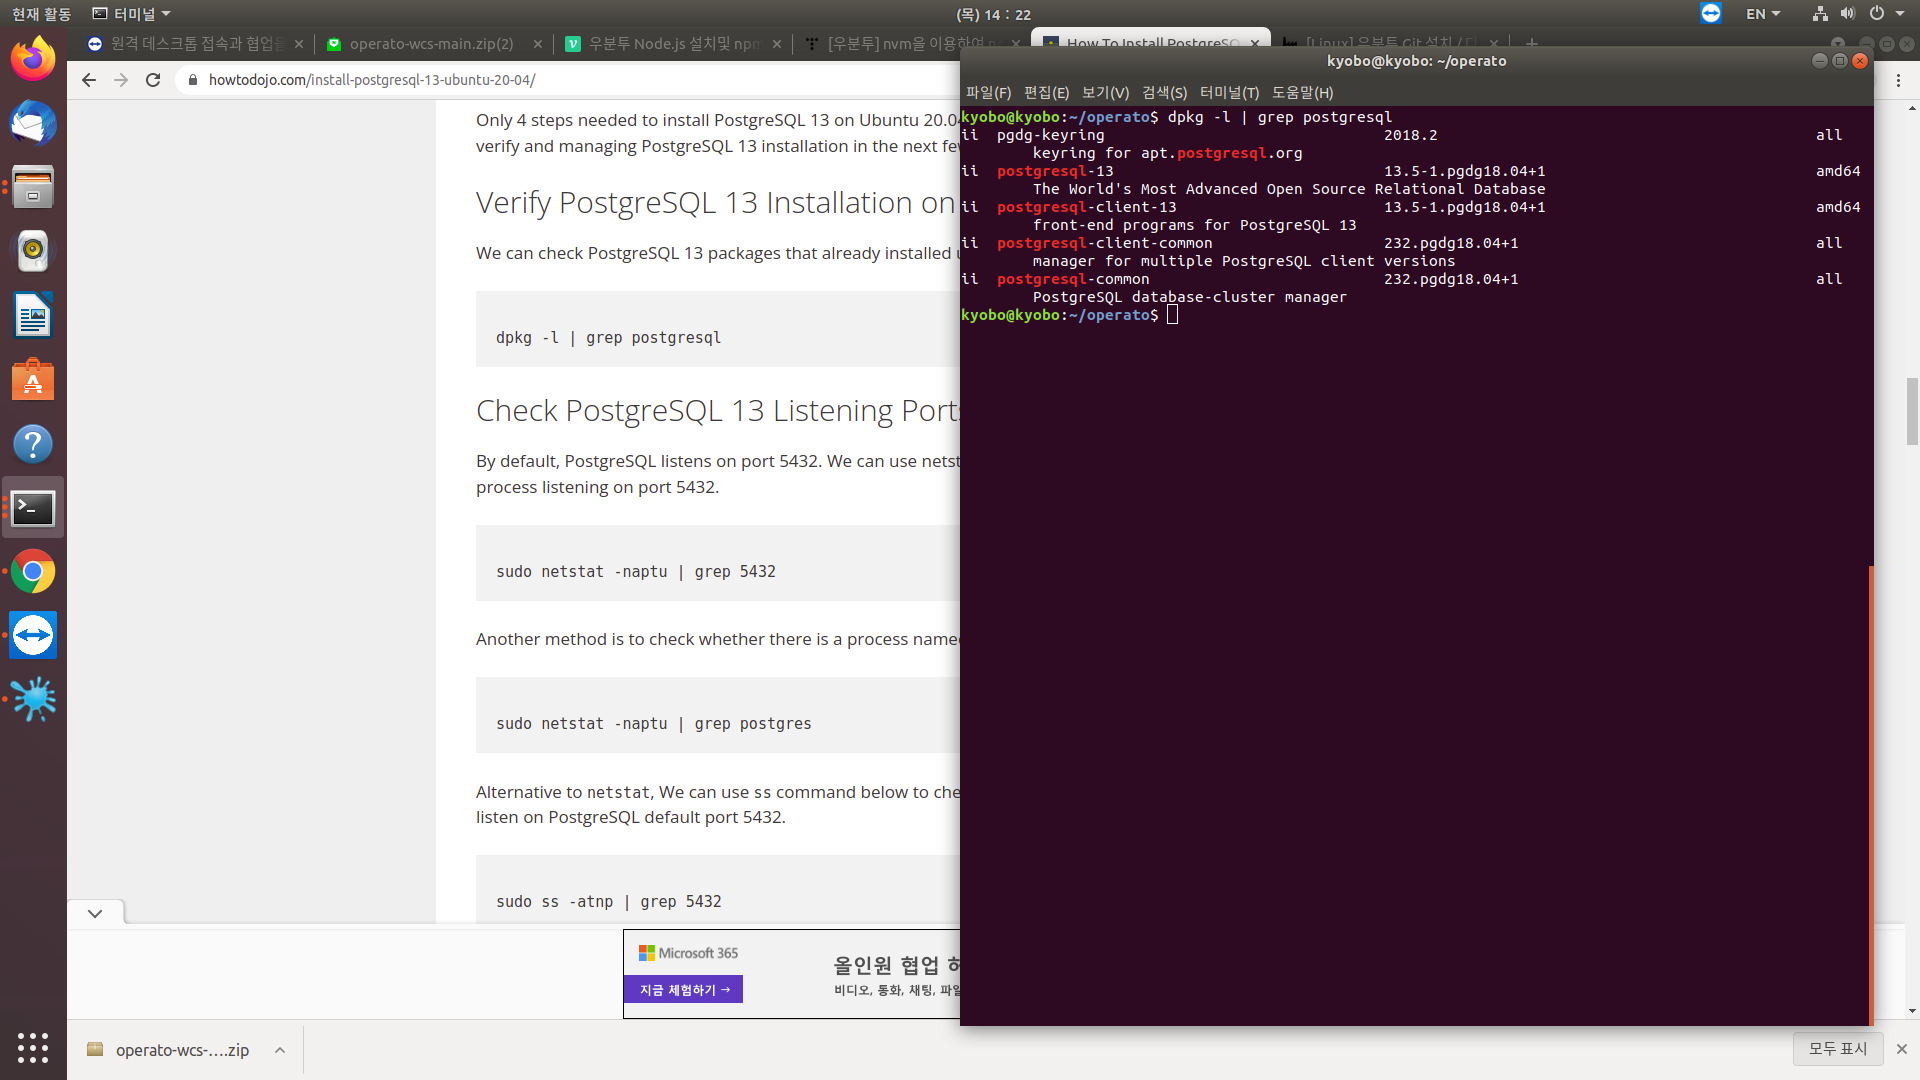 현재 활동
터미널
(목) 14 : 22
EN
원격 데스크톱 접속과 협업을
operato-wcs-main.zip(2)
우분투 Node.js 설치및 npm
[우분투] nvm을 이용하여 n
How To Install PostgreSQ
[Linux] 우분투 Git 설치 / 다
howtodojo.com/install-postgresql-13-ubuntu-20-04/
Only 4 steps needed to install PostgreSQL 13 on Ubuntu 20.04
verify and managing PostgreSQL 13 installation in the next few
Verify PostgreSQL 13 Installation on
We can check PostgreSQL 13 packages that already installed u
dpkg -l | grep postgresql
Check PostgreSQL 13 Listening Ports
By default, PostgreSQL listens on port 5432. We can use netst
process listening on port 5432.
sudo netstat -naptu | grep 5432
Another method is to check whether there is a process named
sudo netstat -naptu | grep postgres
Alternative to netstat, We can use ss command below to che
listen on PostgreSQL default port 5432.
sudo ss -atnp | grep 5432
Microsoft 365
지금 체험하기 →
올인원 협업 허
비디오, 통화, 채팅, 파일
operato-wcs-....zip
모두 표시
kyobo@kyobo: ~/operato
파일(F) 편집(E) 보기(V) 검색(S) 터미널(T) 도움말(H)
kyobo@kyobo:~/operato$ dpkg -l | grep postgresql
ii pgdg-keyring 2018.2 all
keyring for apt.postgresql.org
ii postgresql-13 13.5-1.pgdg18.04+1 amd64
The World's Most Advanced Open Source Relational Database
ii postgresql-client-13 13.5-1.pgdg18.04+1 amd64
front-end programs for PostgreSQL 13
ii postgresql-client-common 232.pgdg18.04+1 all
manager for multiple PostgreSQL client versions
ii postgresql-common 232.pgdg18.04+1 all
PostgreSQL database-cluster manager
kyobo@kyobo:~/operato$